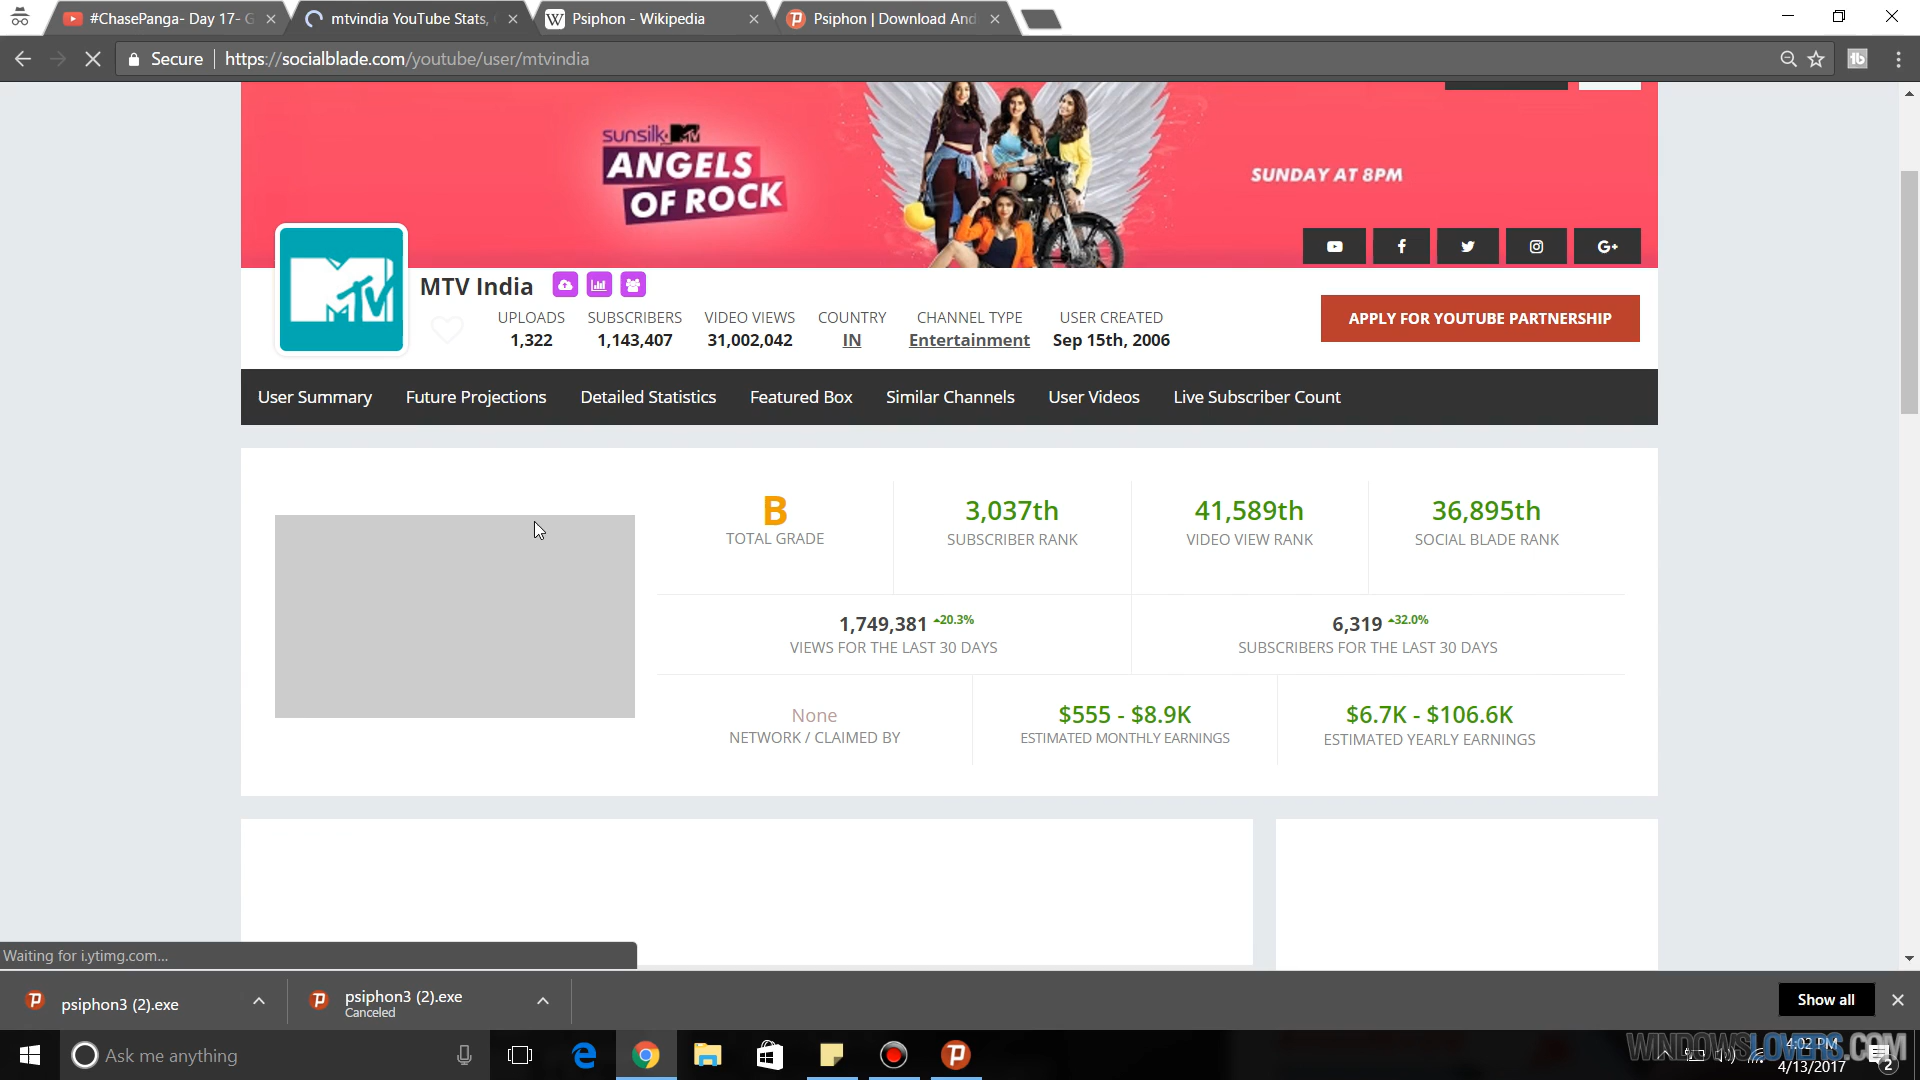 #ChasePanga- Day 17- G
mtvindia YouTube Stats,
Psiphon - Wikipedia
Psiphon | Download And
Secure
https://socialblade.com/youtube/user/mtvindia
sunsilk MTV
ANGELS
OF ROCK
SUNDAY AT 8PM
MTV India
UPLOADS
1,322
SUBSCRIBERS
1,143,407
VIDEO VIEWS
31,002,042
COUNTRY
IN
CHANNEL TYPE
Entertainment
USER CREATED
Sep 15th, 2006
APPLY FOR YOUTUBE PARTNERSHIP
User Summary
Future Projections
Detailed Statistics
Featured Box
Similar Channels
User Videos
Live Subscriber Count
B
TOTAL GRADE
3,037th
SUBSCRIBER RANK
41,589th
VIDEO VIEW RANK
36,895th
SOCIAL BLADE RANK
1,749,381 20.3%
VIEWS FOR THE LAST 30 DAYS
6,319 32.0%
SUBSCRIBERS FOR THE LAST 30 DAYS
None
NETWORK / CLAIMED BY
$555 - $8.9K
ESTIMATED MONTHLY EARNINGS
$6.7K - $106.6K
ESTIMATED YEARLY EARNINGS
Waiting for i.ytimg.com...
psiphon3 (2).exe
psiphon3 (2).exe
Canceled
Show all
Ask me anything
WINDOWSLOVERS.COM
4:02 PM
4/13/2017
2